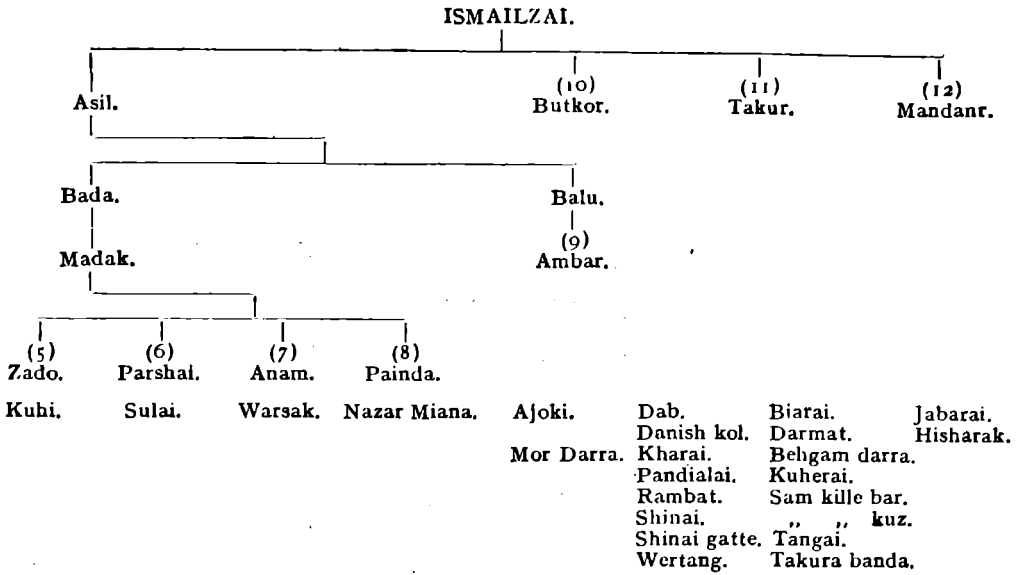 ISMAILZAI.
Asil. (10) (11) (12)
Butkor. Takur. Mandanr.
Bada. Balu.
(9)
Madak. Ambar.
(5) (6) (7) (8)
Zado. Parshai. Anam. Painda.
Kuhi. Sulai. Warsak. Nazar Miana. Ajoki. Dab. Biarai. Jabarai.
Danish kol. Darmat. Hisharak.
Mor Darra. Kharai. Behgam darra.
Pandialai. Kuherai.
Rambat. Sam kille bar.
Shinai. ,, ,, kuz.
Shinai gatte. Tangai.
Wertang. Takura banda.